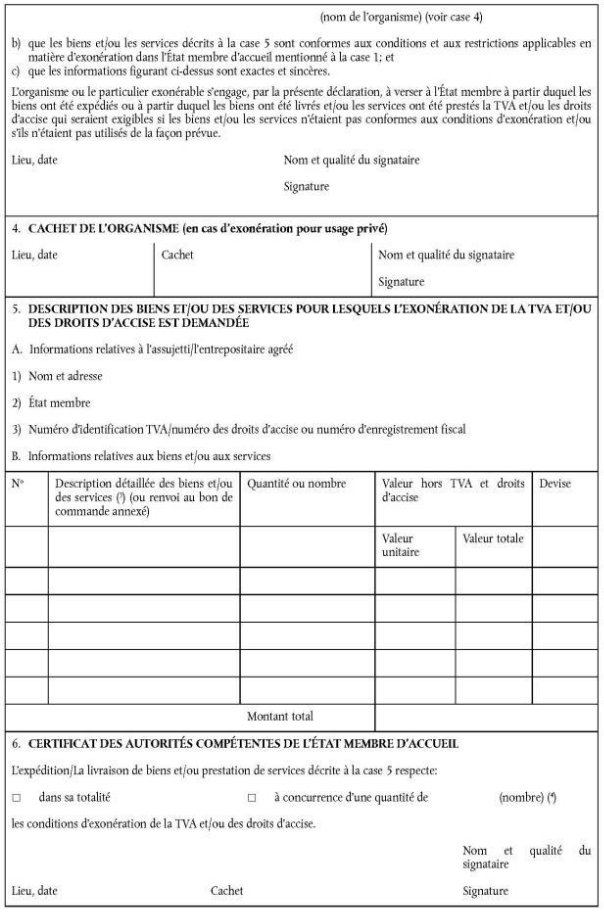 (nom de l'organisme) (voir case 4)
b) que les biens et/ou les services décrits à la case 5 sont conformes aux conditions et aux restrictions applicables en
matière d'exonération dans l'État membre d'accueil mentionné à la case 1; et
c) que les informations figurant ci-dessus sont exactes et sincères.
L'organisme ou le particulier exonérable s'engage, par la présente déclaration, à verser à l'État membre à partir duquel les
biens ont été expédiés ou à partir duquel les biens ont été livrés et/ou les services ont été prestés la TVA et/ou les droits
d'accise qui seraient exigibles si les biens et/ou les services n'étaient pas conformes aux conditions d'exonération et/ou
s'ils n'étaient pas utilisés de la façon prévue.
Lieu, date Nom et qualité du signataire
Signature
4. CACHET DE L'ORGANISME (en cas d'exonération pour usage privé)
Lieu, date Cachet Nom et qualité du signataire
Signature
5. DESCRIPTION DES BIENS ET/OU DES SERVICES POUR LESQUELS L'EXONÉRATION DE LA TVA ET/OU
DES DROITS D'ACCISE EST DEMANDÉE
A. Informations relatives à l'assujetti/l'entrepositaire agréé
1) Nom et adresse
2) État membre
3) Numéro d'identification TVA/numéro des droits d'accise ou numéro d'enregistrement fiscal
B. Informations relatives aux biens et/ou aux services
N° Description détaillée des biens et/ou Quantité ou nombre Valeur hors TVA et droits Devise
des services (³) (ou renvoi au bon de d'accise
commande annexé)
Valeur Valeur totale
unitaire
Montant total
6. CERTIFICAT DES AUTORITÉS COMPÉTENTES DE L'ÉTAT MEMBRE D'ACCUEIL
L'expédition/La livraison de biens et/ou prestation de services décrite à la case 5 respecte:
□ dans sa totalité □ à concurrence d'une quantité de (nombre) (⁴)
les conditions d'exonération de la TVA et/ou des droits d'accise.
Nom et qualité du
signataire
Lieu, date Cachet Signature